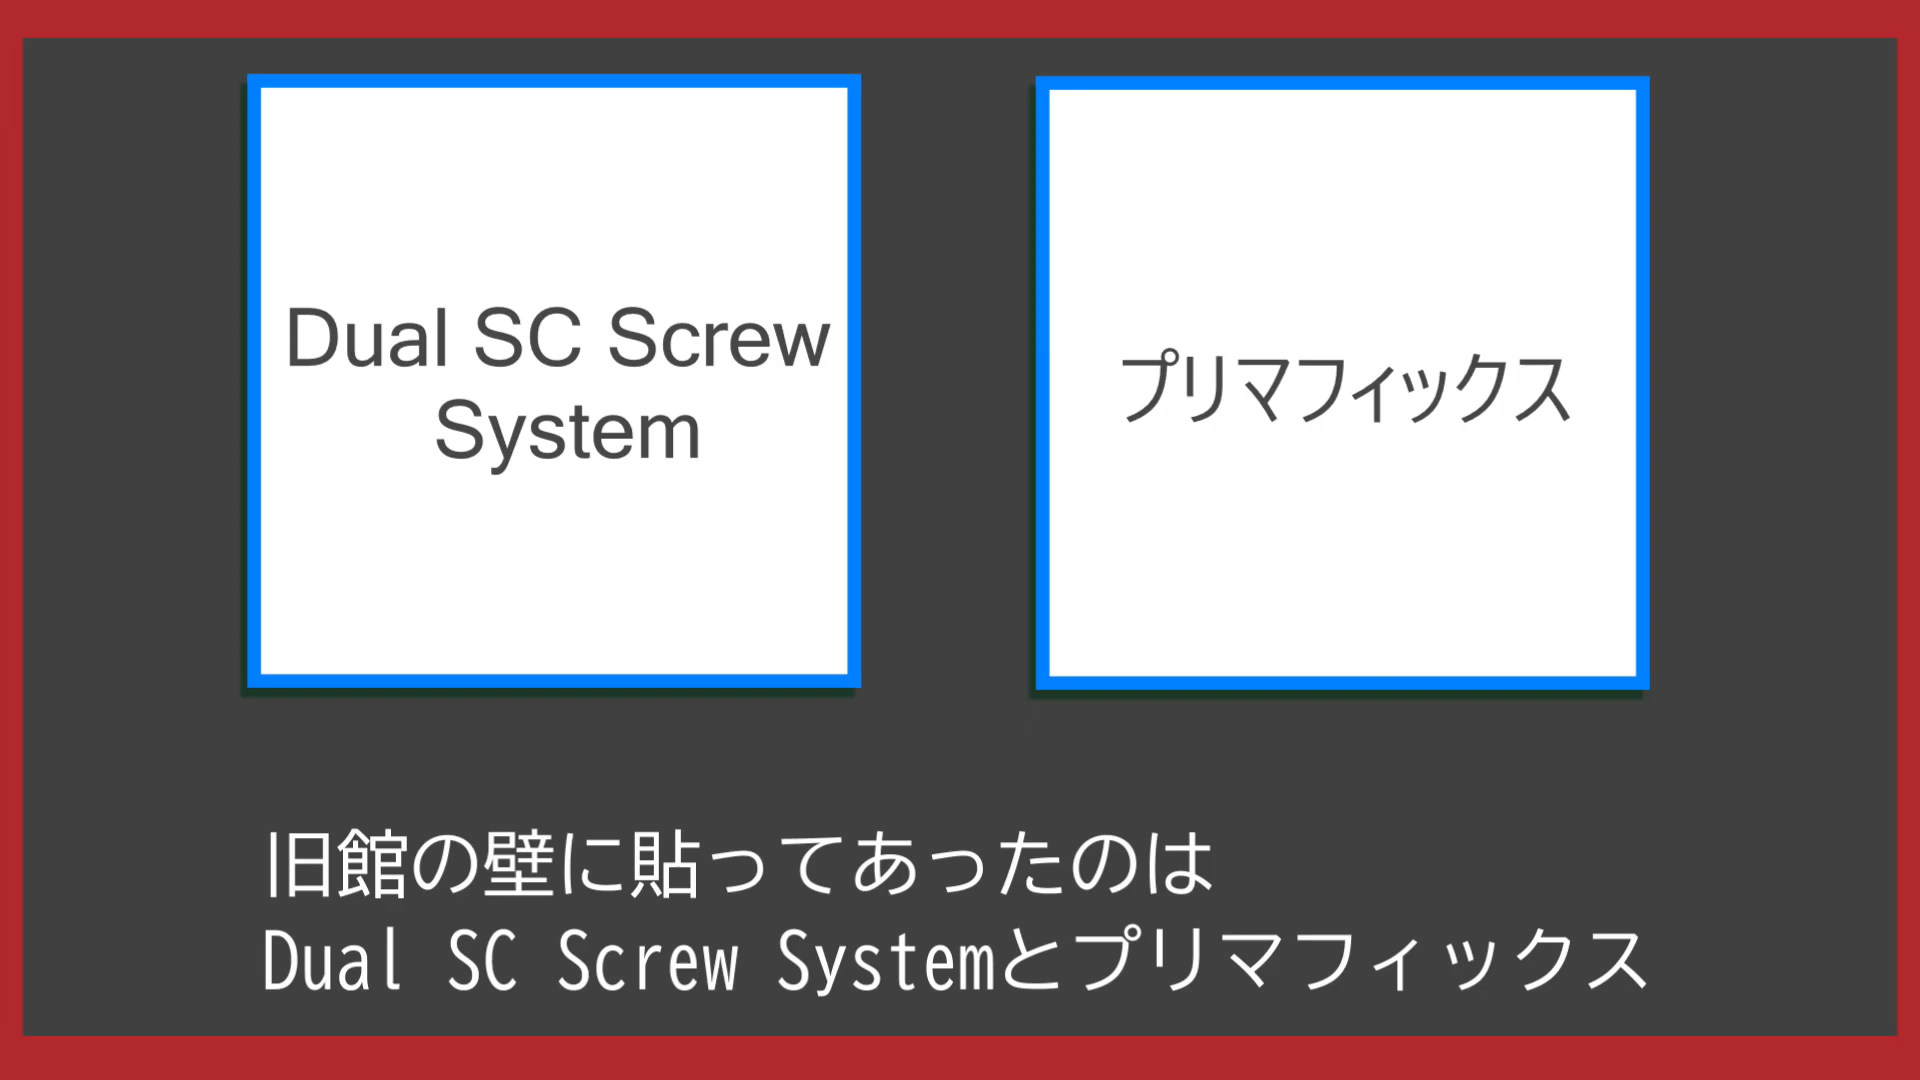 Dual SC Screw
System
プリマフィックス
旧館の壁に貼ってあったのは
Dual SC Screw Systemとプリマフィックス